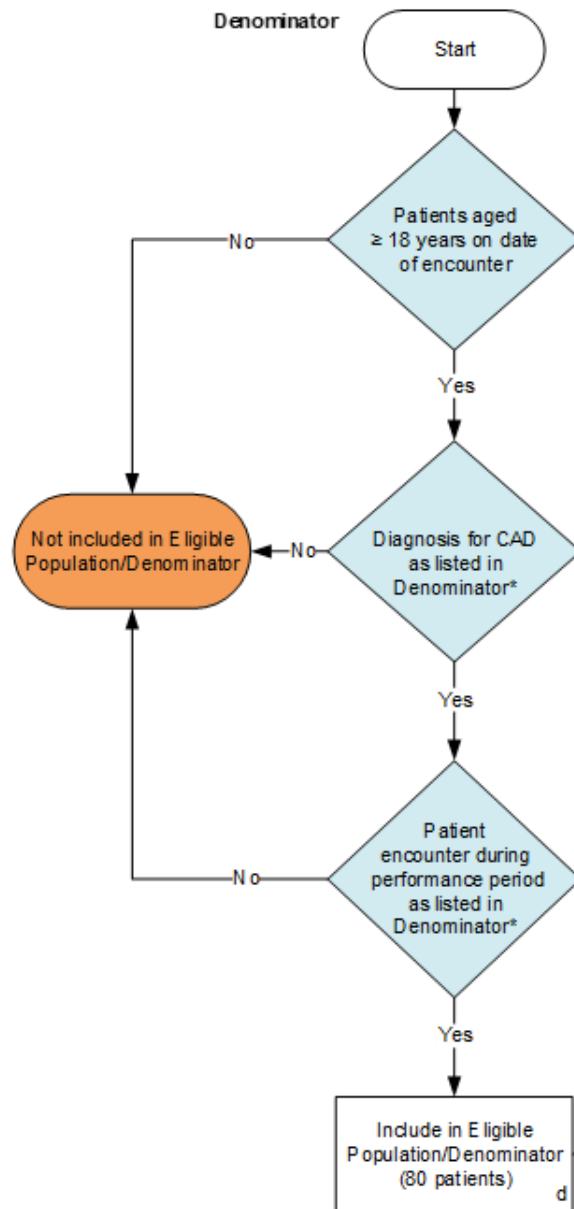 Denominator
Start
Patients aged
≥ 18 years on date
of encounter
No
Yes
Not included in Eligible
Population/Denominator
No
Diagnosis for CAD
as listed in
Denominator*
Yes
Patient
encounter during
performance period
as listed in
Denominator*
No
Yes
Include in Eligible
Population/Denominator
(80 patients)
d